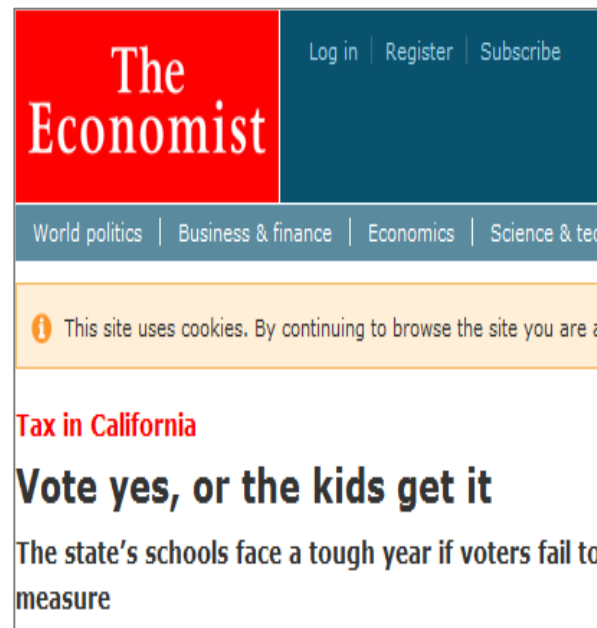 The
Economist
Log in | Register | Subscribe
World politics | Business & finance | Economics | Science &
This site uses cookies. By continuing to browse the site you are
Tax in California
Vote yes, or the kids get it
The state's schools face a tough year if voters fail to
measure